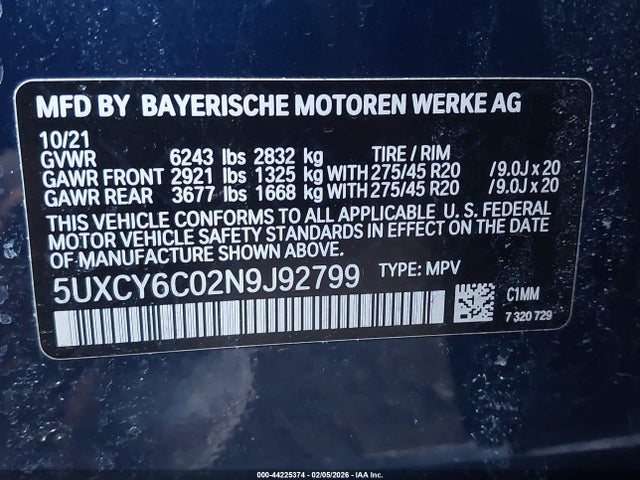 MFD BY BAYERISCHE MOTOREN WERKE AG
10/21
GVWR 6243 lbs 2832 kg TIRE / RIM
GAWR FRONT 2921 lbs 1325 kg WITH 275/45 R20 /9.0J x 20
GAWR REAR 3677 lbs 1668 kg WITH 275/45 R20 /9.0J x 20
THIS VEHICLE CONFORMS TO ALL APPLICABLE U. S. FEDERAL
MOTOR VEHICLE SAFETY STANDARDS IN EFFECT ON THE
DATE OF MANUFACTURE SHOWN ABOVE.
5UXCY6C02N9J92799 TYPE: MPV
C1MM
7 320 729
000-44225374 - 02/05/2026 - IAA Inc.